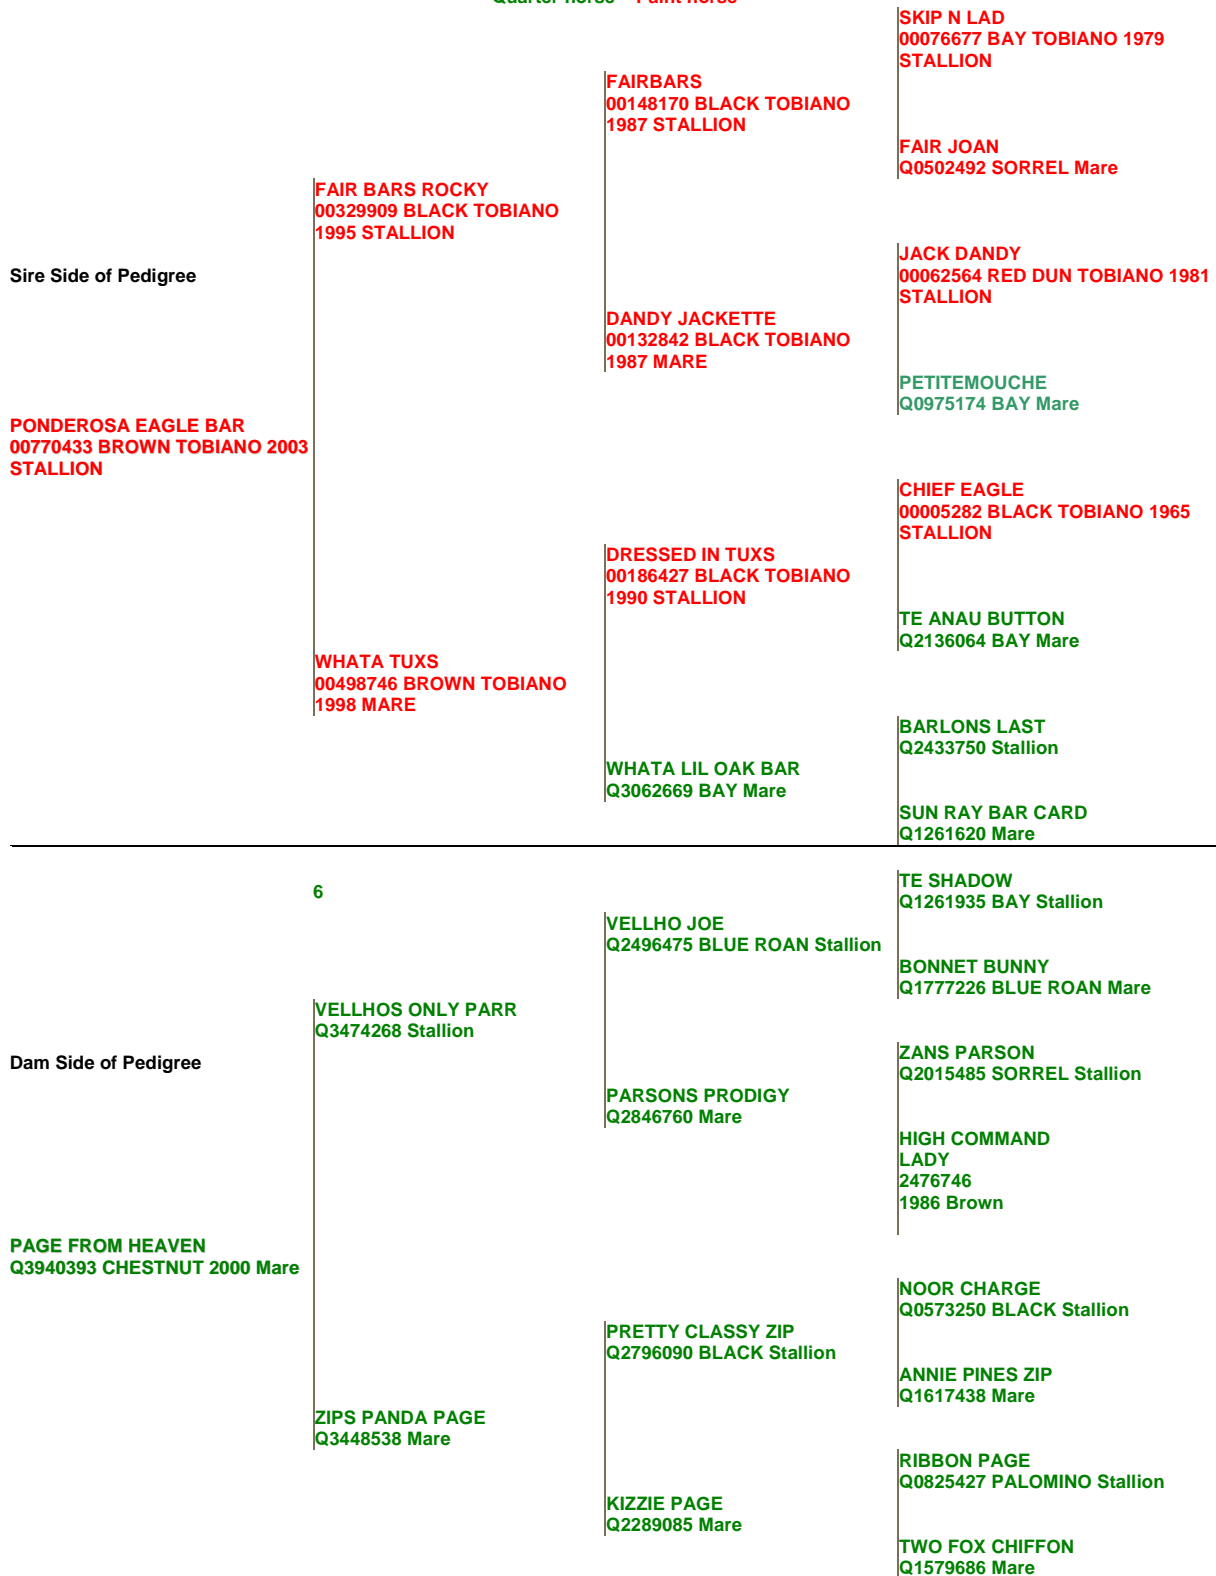 Quarter horse Paint horse
SKIP N LAD
00076677 BAY TOBIANO 1979
STALLION
FAIRBARS
00148170 BLACK TOBIANO
1987 STALLION
FAIR JOAN
Q0502492 SORREL Mare
FAIR BARS ROCKY
00329909 BLACK TOBIANO
1995 STALLION
Sire Side of Pedigree
JACK DANDY
00062564 RED DUN TOBIANO 1981
STALLION
DANDY JACKETTE
00132842 BLACK TOBIANO
1987 MARE
PETITEMOUCHE
Q0975174 BAY Mare
PONDEROSA EAGLE BAR
00770433 BROWN TOBIANO 2003
STALLION
CHIEF EAGLE
00005282 BLACK TOBIANO 1965
STALLION
DRESSED IN TUXS
00186427 BLACK TOBIANO
1990 STALLION
TE ANAU BUTTON
Q2136064 BAY Mare
WHATA TUXS
00498746 BROWN TOBIANO
1998 MARE
BARLONS LAST
Q2433750 Stallion
WHATA LIL OAK BAR
Q3062669 BAY Mare
SUN RAY BAR CARD
Q1261620 Mare
6
TE SHADOW
Q1261935 BAY Stallion
VELLHO JOE
Q2496475 BLUE ROAN Stallion
BONNET BUNNY
Q1777226 BLUE ROAN Mare
VELLHOS ONLY PARR
Q3474268 Stallion
Dam Side of Pedigree
ZANS PARSON
Q2015485 SORREL Stallion
PARSONS PRODIGY
Q2846760 Mare
HIGH COMMAND
LADY
2476746
1986 Brown
PAGE FROM HEAVEN
Q3940393 CHESTNUT 2000 Mare
NOOR CHARGE
Q0573250 BLACK Stallion
PRETTY CLASSY ZIP
Q2796090 BLACK Stallion
ANNIE PINES ZIP
Q1617438 Mare
ZIPS PANDA PAGE
Q3448538 Mare
RIBBON PAGE
Q0825427 PALOMINO Stallion
KIZZIE PAGE
Q2289085 Mare
TWO FOX CHIFFON
Q1579686 Mare